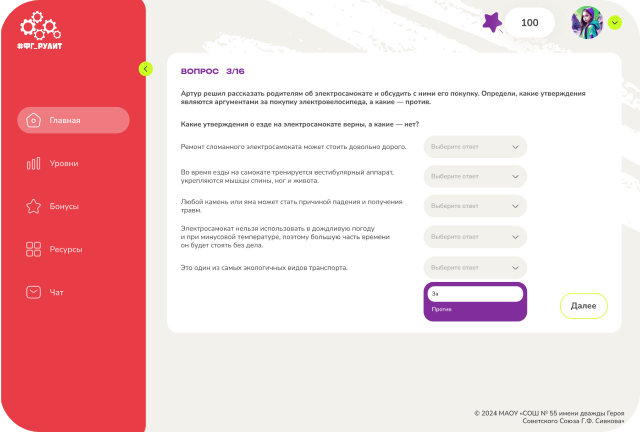 #ФГ_РУЛИТ
100
Главная
Уровни
Бонусы
Ресурсы
Чат
ВОПРОС 3/16
Артур решил рассказать родителям об электросамокате и обсудить с ними его покупку. Определи, какие утверждения
являются аргументами за покупку электровелосипеда, а какие — против.
Какие утверждения о езде на электросамокате верны, а какие — нет?
Ремонт сломанного электросамоката может стоить довольно дорого.
Выберите ответ
Во время езды на самокате тренируется вестибулярный аппарат,
укрепляются мышцы спины, ног и живота.
Выберите ответ
Любой камень или яма может стать причиной падения и получения
травм.
Выберите ответ
Электросамокат нельзя использовать в дождливую погоду
и при минусовой температуре, поэтому большую часть времени
он будет стоять без дела.
Выберите ответ
Это один из самых экологичных видов транспорта.
Выберите ответ
За
Против
Далее
© 2024 МАОУ «СОШ № 55 имени дважды Героя
Советского Союза Г.Ф. Сивкова»